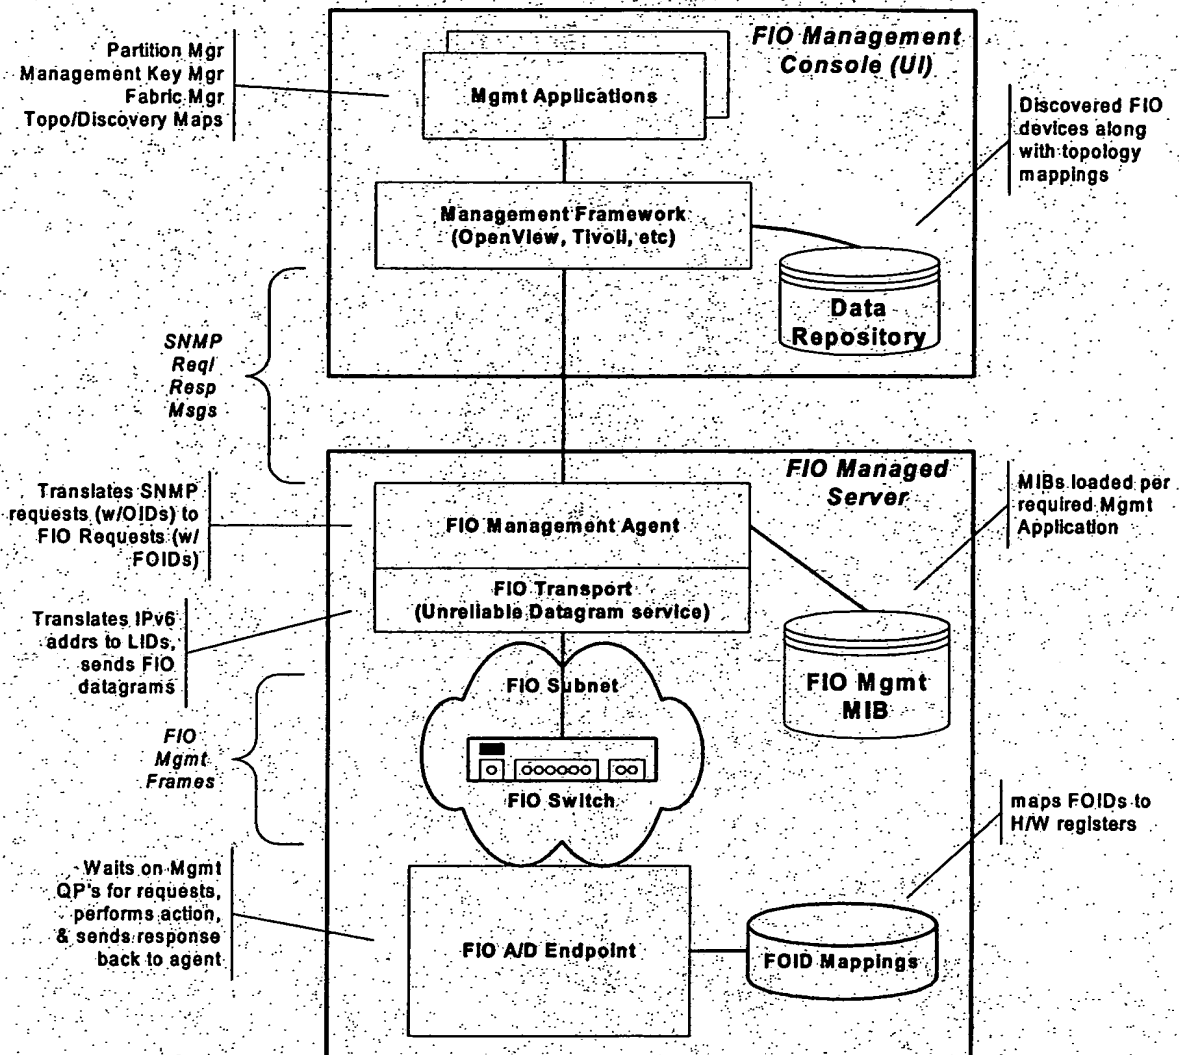 Partition Mgr
Management Key Mgr
Fabric Mgr
Topo/Discovery Maps
FIO Management
Console (UI)
Mgmt Applications
Discovered FIO
devices along
with topology
mappings
Management Framework
(OpenView, Tivoli, etc)
Data
Repository
SNMP
Req/
Resp
Msgs
FIO Managed
Server
Translates SNMP
requests (w/OIDs) to
FIO Requests (w/
FOIDs)
FIO Management Agent
MIBs loaded per
required Mgmt
Application
FIO Transport
(Unreliable Datagram service)
Translates IPv6
addrs to LIDs,
sends FIO
datagrams
FIO Mgmt
MIB
FIO Subnet
FIO
Mgmt
Frames
FIO Switch
maps FOIDs to
H/W registers
Waits on Mgmt
QP's for requests,
performs action,
& sends response
back to agent
FIO A/D Endpoint
FOID Mappings